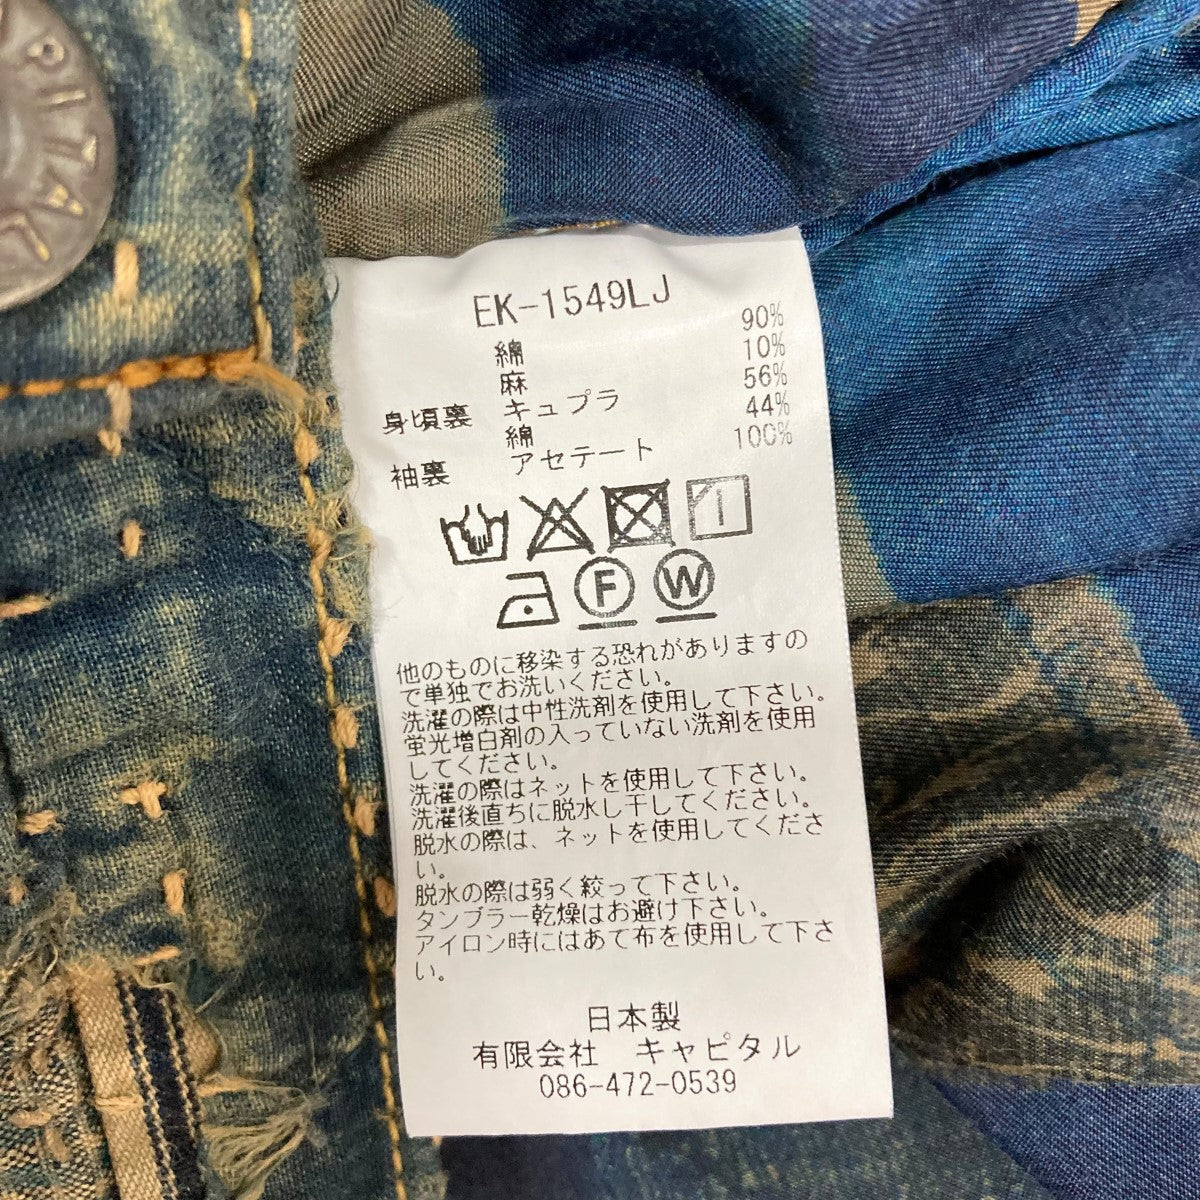 PITAL
EK-1549LJ
綿 90%
麻 10%
身頃裏 キュプラ 56%
綿 44%
袖裏 アセテート 100%
F W
他のものに移染する恐れがありますの
で単独でお洗いください。
洗濯の際は中性洗剤を使用して下さい。
蛍光増白剤の入っていない洗剤を使用
してください。
洗濯の際はネットを使用して下さい。
洗濯後直ちに脱水し干してください。
脱水の際は、ネットを使用してくださ
い。
脱水の際は弱く絞って下さい。
タンブラー乾燥はお避け下さい。
アイロン時にはあて布を使用して下さ
い。
日本製
有限会社 キャピタル
086-472-0539